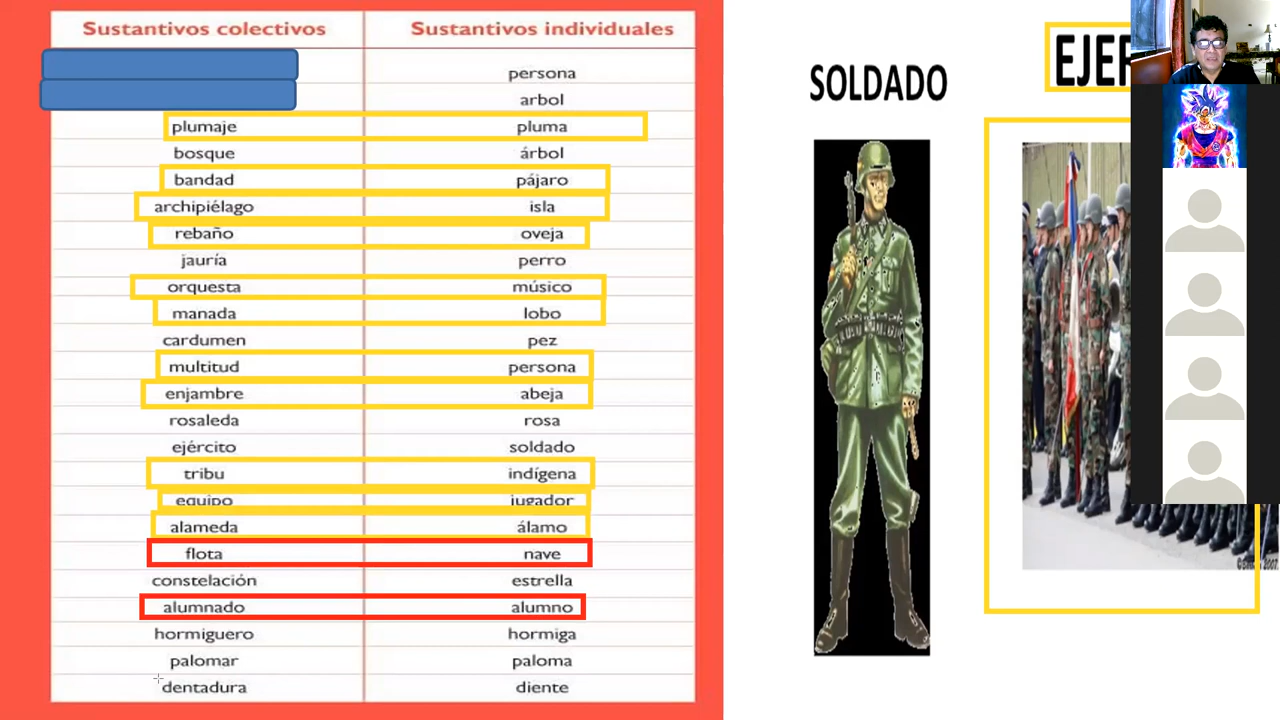 Sustantivos colectivos Sustantivos individuales
persona
arbol
plumaje pluma
bosque árbol
bandad pájaro
archipiélago isla
rebaño oveja
jauría perro
orquesta músico
manada lobo
cardumen pez
multitud persona
enjambre abeja
rosaleda rosa
ejército soldado
tribu indígena
equipo jugador
alameda álamo
flota nave
constelación estrella
alumnado alumno
hormiguero hormiga
palomar paloma
dentadura diente
SOLDADO
EJER
2007.